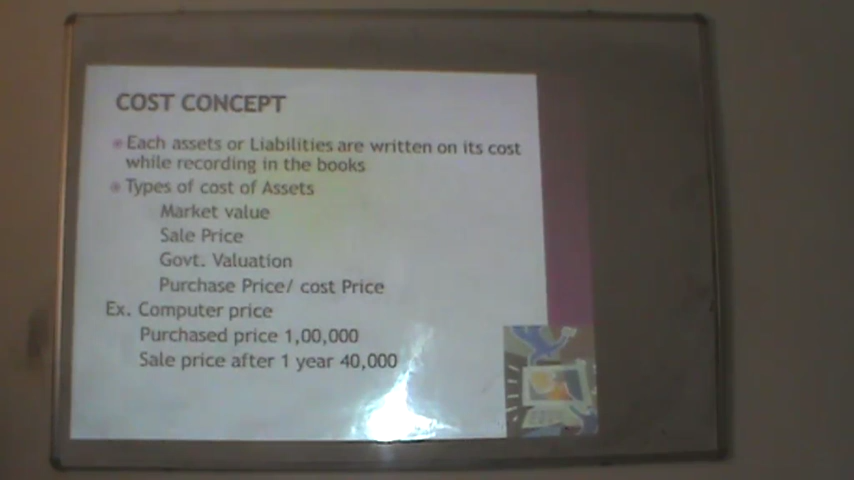 COST CONCEPT
Each assets or Liabilities are written on its cost
while recording in the books
Types of cost of Assets
Market value
Sale Price
Govt. Valuation
Purchase Price/ cost Price
Ex. Computer price
Purchased price 1,00,000
Sale price after 1 year 40,000